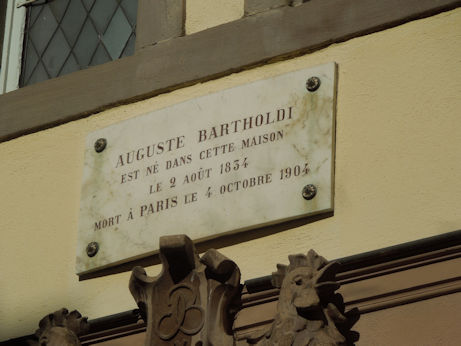 AUGUSTE BARTHOLDI
EST NÉ DANS CETTE MAISON
LE 2 AOÛT 1834
MORT À PARIS LE 4 OCTOBRE 1904